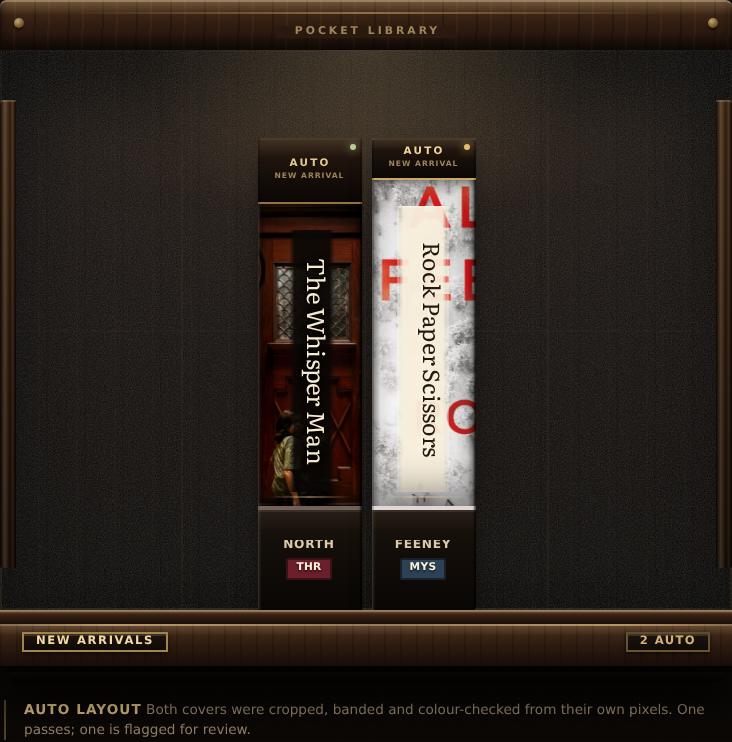 POCKET LIBRARY
AUTO
NEW ARRIVAL
The Whisper Man
NORTH
THR
AUTO
NEW ARRIVAL
AL
FEE
Rock Paper Scissors
FEENEY
MYS
NEW ARRIVALS
2 AUTO
AUTO LAYOUT Both covers were cropped, banded and colour-checked from their own pixels. One
passes; one is flagged for review.